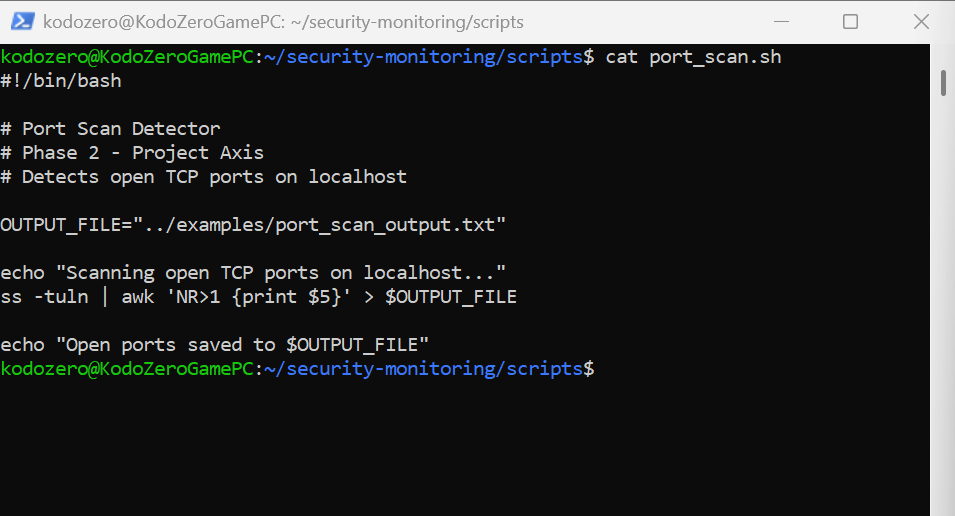 kodozero@KodoZeroGamePC: ~/security-monitoring/scripts
kodozero@KodoZeroGamePC:~/security-monitoring/scripts$ cat port_scan.sh
#!/bin/bash
# Port Scan Detector
# Phase 2 - Project Axis
# Detects open TCP ports on localhost
OUTPUT_FILE="../examples/port_scan_output.txt"
echo "Scanning open TCP ports on localhost..."
ss -tuln | awk 'NR>1 {print $5}' > $OUTPUT_FILE
echo "Open ports saved to $OUTPUT_FILE"
kodozero@KodoZeroGamePC:~/security-monitoring/scripts$